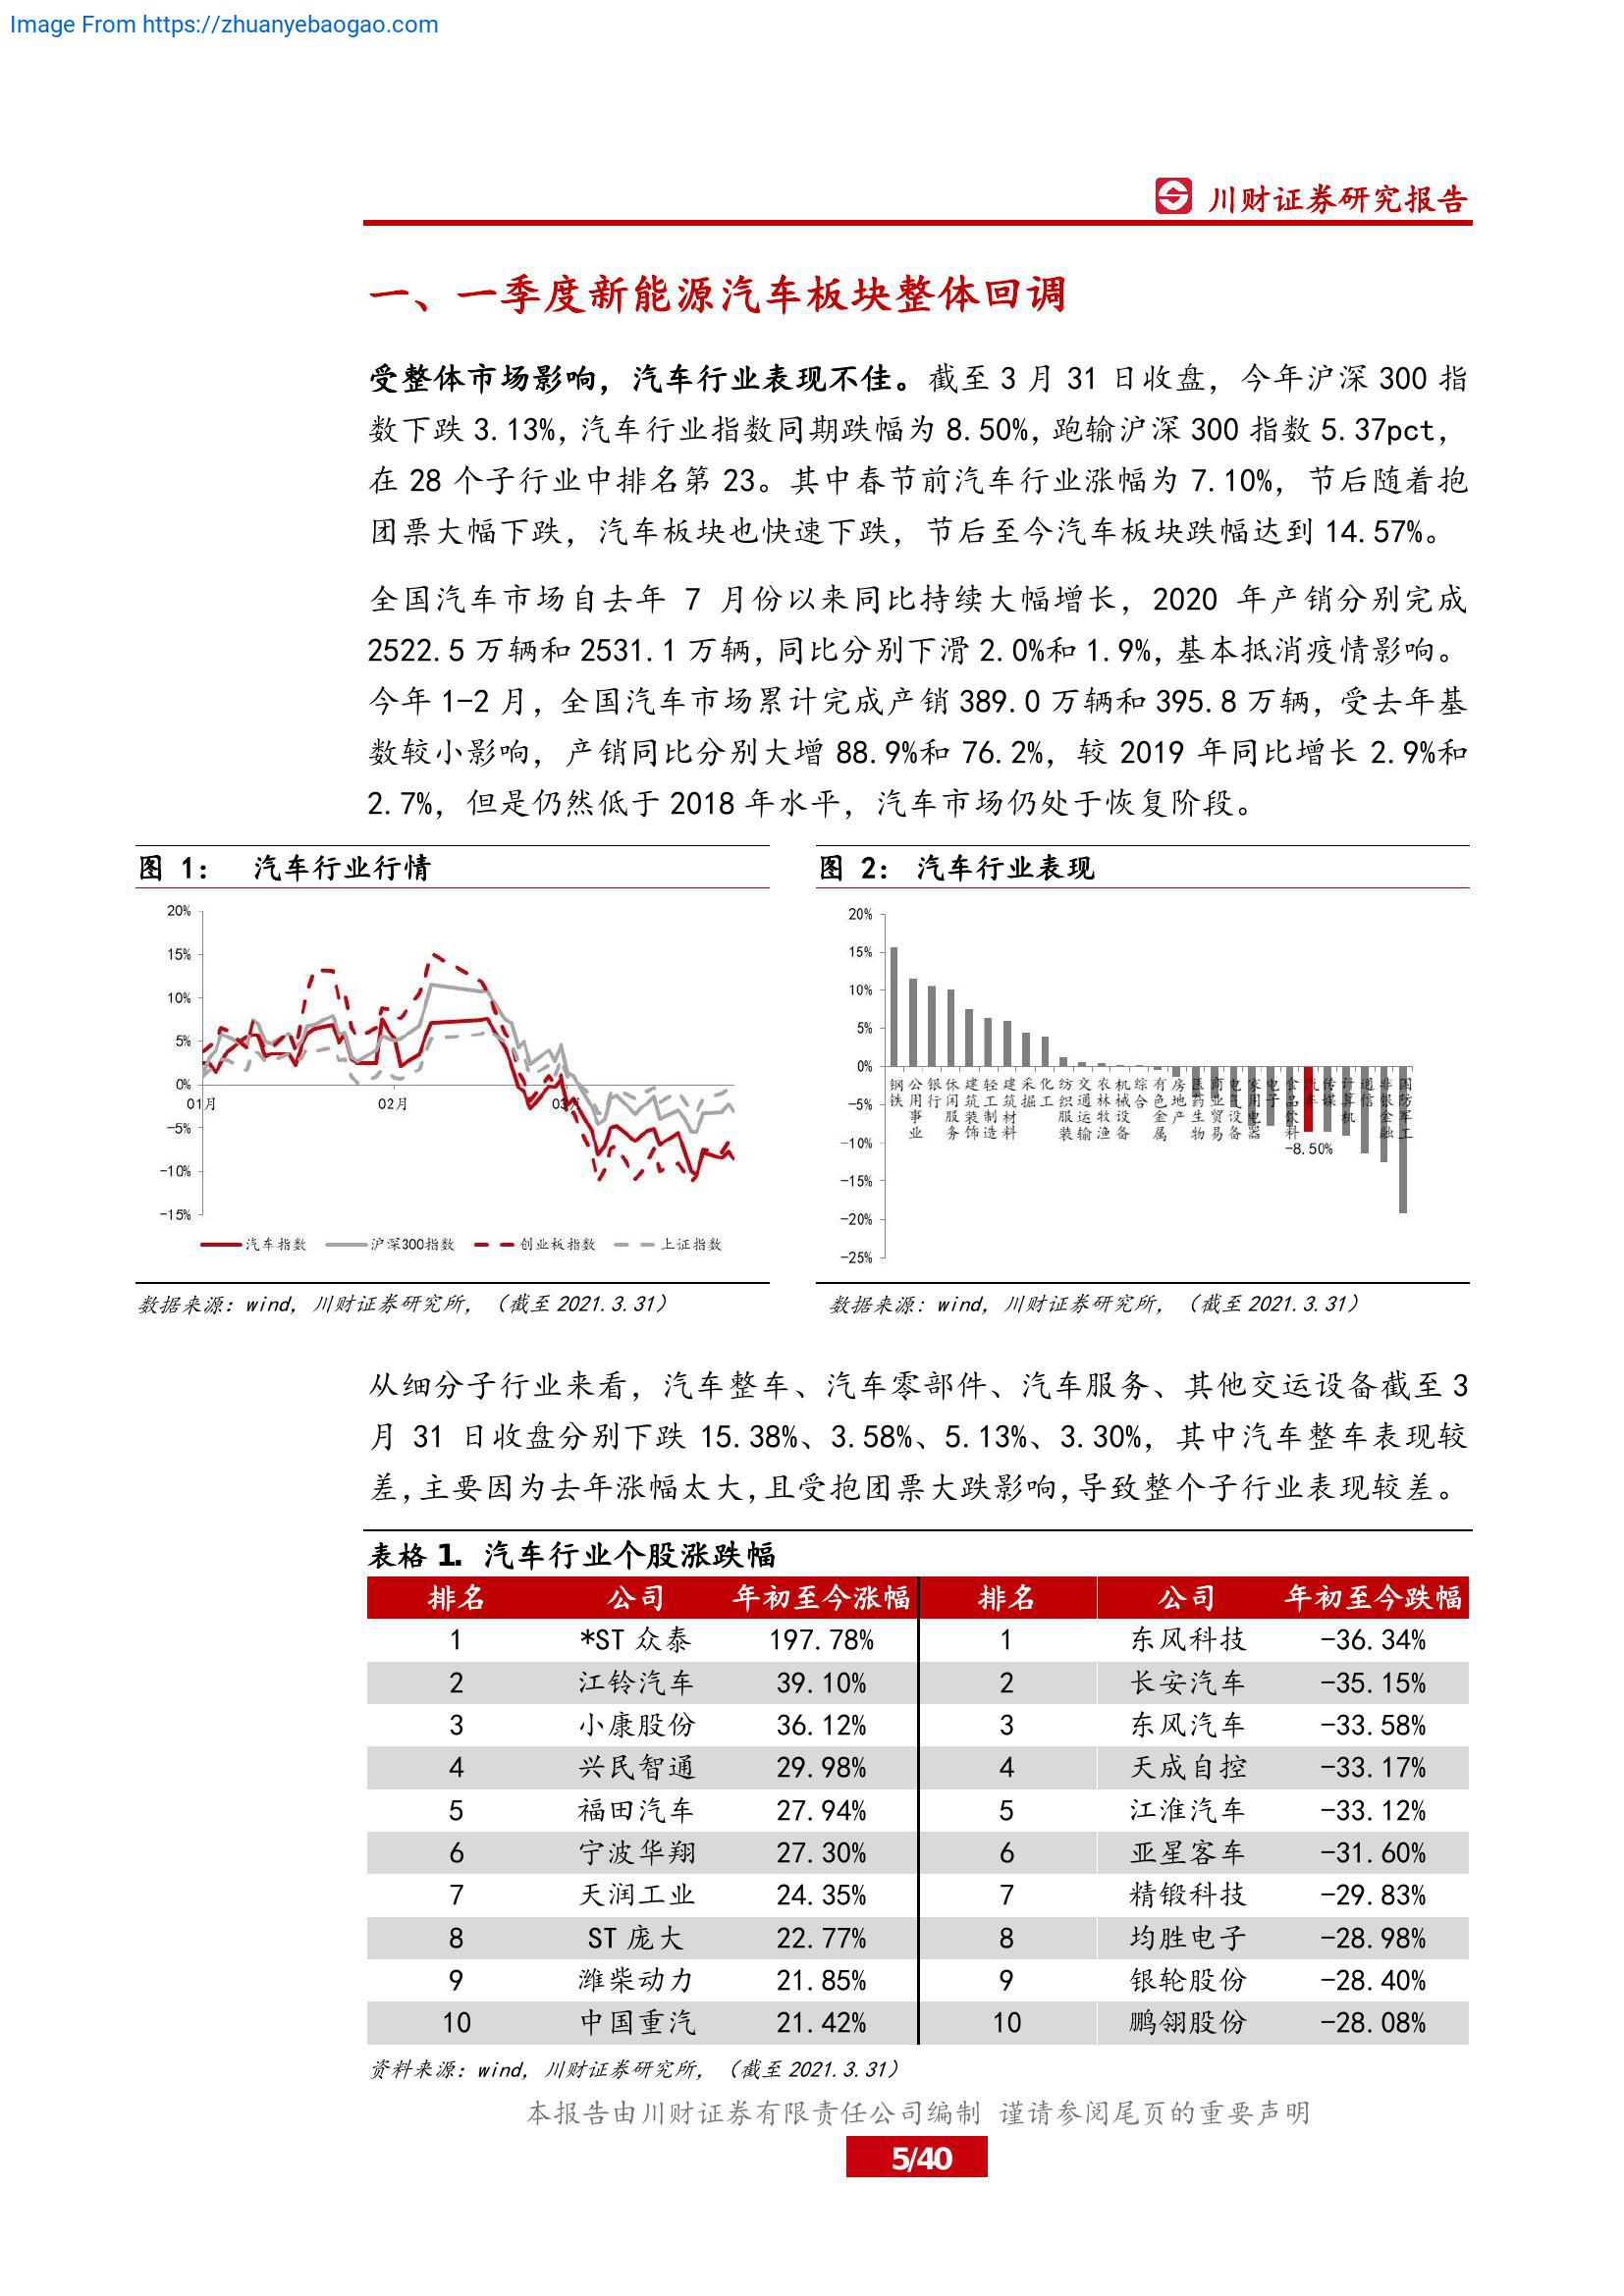 Image From https://zhuanyebaogao.com
川财证券研究报告
一、一季度新能源汽车板块整体回调
受整体市场影响，汽车行业表现不佳。截至 3 月 31 日收盘，今年沪深 300 指
数下跌 3.13%，汽车行业指数同期跌幅为 8.50%，跑输沪深 300 指数 5.37pct，
在 28 个子行业中排名第 23。其中春节前汽车行业涨幅为 7.10%，节后随着抱
团票大幅下跌，汽车板块也快速下跌，节后至今汽车板块跌幅达到 14.57%。
全国汽车市场自去年 7 月份以来同比持续大幅增长，2020 年产销分别完成
2522.5 万辆和 2531.1 万辆，同比分别下滑 2.0%和 1.9%，基本抵消疫情影响。
今年 1-2 月，全国汽车市场累计完成产销 389.0 万辆和 395.8 万辆，受去年基
数较小影响，产销同比分别大增 88.9%和 76.2%，较 2019 年同比增长 2.9%和
2.7%，但是仍然低于 2018 年水平，汽车市场仍处于恢复阶段。
图 1： 汽车行业行情
20%
15%
10%
5%
0%
-5%
-10%
-15%
01月 02月 03月
汽车指数 沪深300指数 创业板指数 上证指数
数据来源：wind，川财证券研究所，（截至 2021.3.31）
图 2： 汽车行业表现
20%
15%
10%
5%
0%
-5%
-10%
-15%
-20%
-25%
钢铁 公用事业 银行 休闲服务 建筑装饰 轻工制造 建筑材料 采掘 化工 纺织服装 交通运输 农林牧渔 机械设备 综合 有色金属 房地产 医药生物 商业贸易 电气设备 家用电器 电子 食品饮料 汽车 传媒 计算机 通信 非银金融 国防军工
-8.50%
数据来源：wind，川财证券研究所，（截至 2021.3.31）
从细分子行业来看，汽车整车、汽车零部件、汽车服务、其他交运设备截至 3
月 31 日收盘分别下跌 15.38%、3.58%、5.13%、3.30%，其中汽车整车表现较
差，主要因为去年涨幅太大，且受抱团票大跌影响，导致整个子行业表现较差。
表格 1. 汽车行业个股涨跌幅
排名 公司 年初至今涨幅 排名 公司 年初至今跌幅
1 *ST 众泰 197.78% 1 东风科技 -36.34%
2 江铃汽车 39.10% 2 长安汽车 -35.15%
3 小康股份 36.12% 3 东风汽车 -33.58%
4 兴民智通 29.98% 4 天成自控 -33.17%
5 福田汽车 27.94% 5 江淮汽车 -33.12%
6 宁波华翔 27.30% 6 亚星客车 -31.60%
7 天润工业 24.35% 7 精锻科技 -29.83%
8 ST 庞大 22.77% 8 均胜电子 -28.98%
9 潍柴动力 21.85% 9 银轮股份 -28.40%
10 中国重汽 21.42% 10 鹏翎股份 -28.08%
资料来源：wind，川财证券研究所，（截至 2021.3.31）
本报告由川财证券有限责任公司编制 谨请参阅尾页的重要声明
5/40